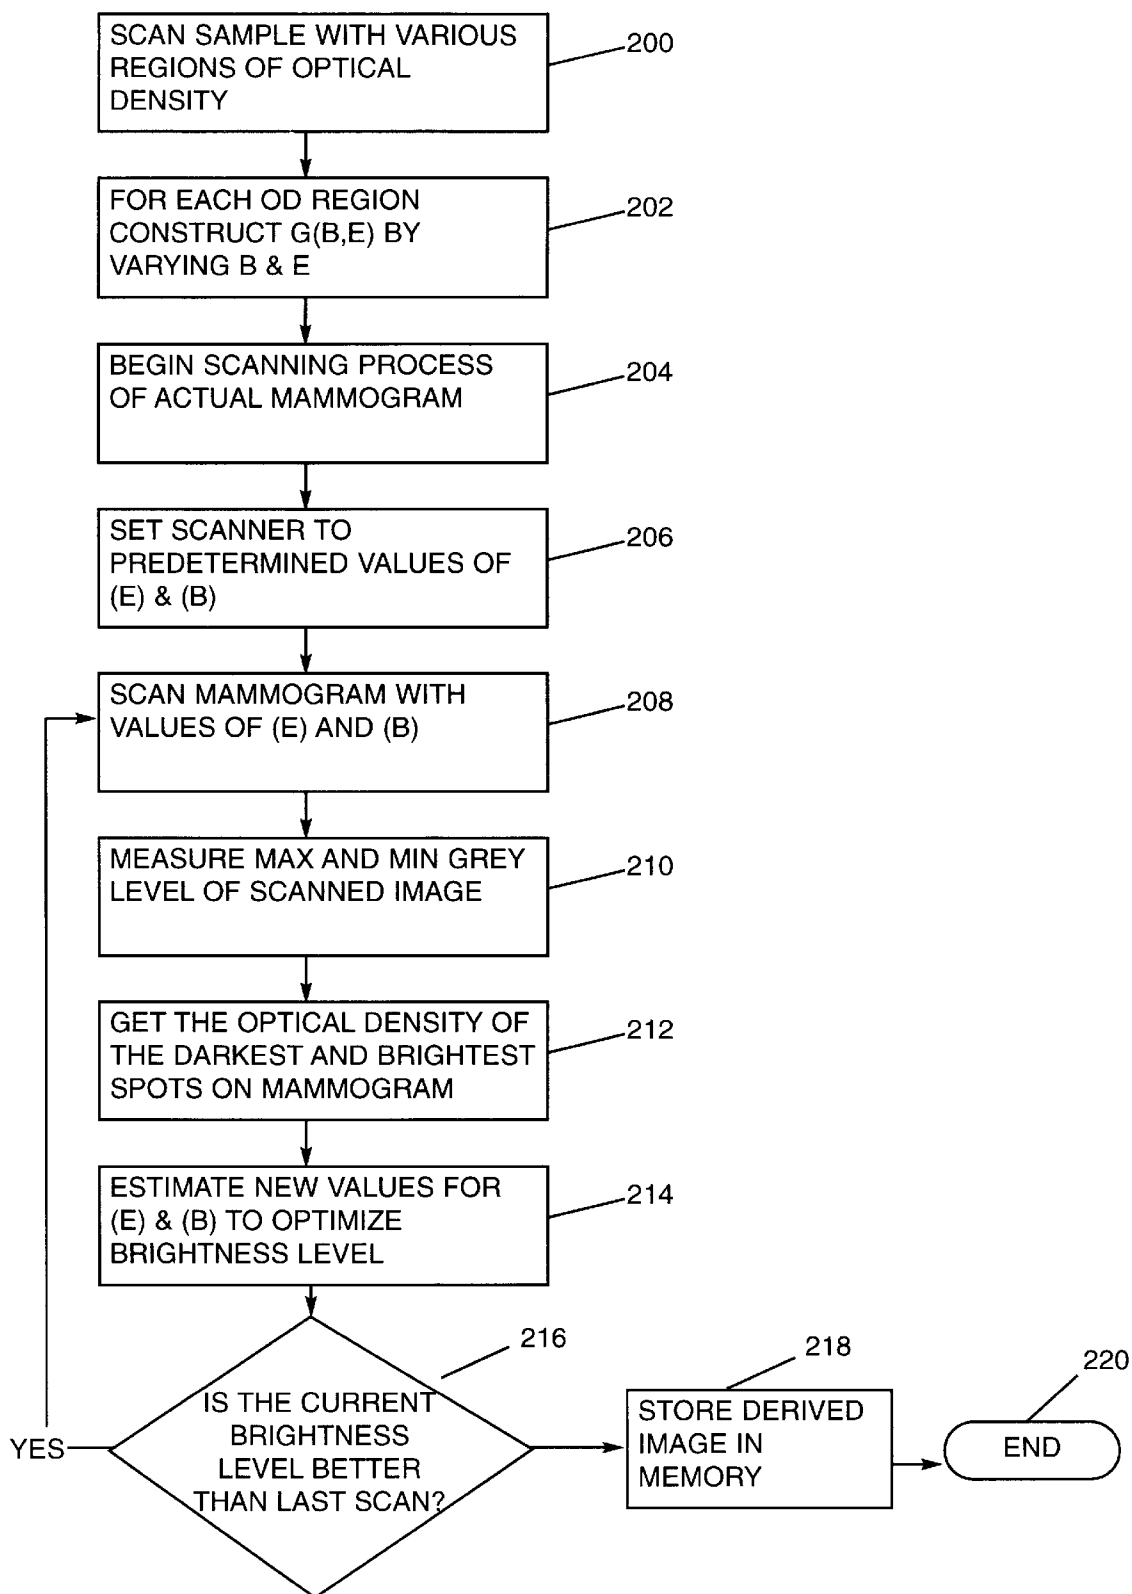 SCAN SAMPLE WITH VARIOUS
REGIONS OF OPTICAL
DENSITY
200
FOR EACH OD REGION
CONSTRUCT G(B,E) BY
VARYING B & E
202
BEGIN SCANNING PROCESS
OF ACTUAL MAMMOGRAM
204
SET SCANNER TO
PREDETERMINED VALUES OF
(E) & (B)
206
SCAN MAMMOGRAM WITH
VALUES OF (E) AND (B)
208
MEASURE MAX AND MIN GREY
LEVEL OF SCANNED IMAGE
210
GET THE OPTICAL DENSITY OF
THE DARKEST AND BRIGHTEST
SPOTS ON MAMMOGRAM
212
ESTIMATE NEW VALUES FOR
(E) & (B) TO OPTIMIZE
BRIGHTNESS LEVEL
214
IS THE CURRENT
BRIGHTNESS
LEVEL BETTER
THAN LAST SCAN?
216
YES
STORE DERIVED
IMAGE IN
MEMORY
218
END
220